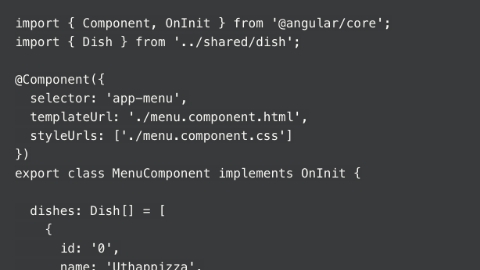 import { Component, OnInit } from '@angular/core';
import { Dish } from '../shared/dish';
@Component({
selector: 'app-menu',
templateUrl: './menu.component.html',
styleUrls: ['./menu.component.css']
})
export class MenuComponent implements OnInit {
dishes: Dish[] = [
{
id: '0',
name: 'Uthappizza',